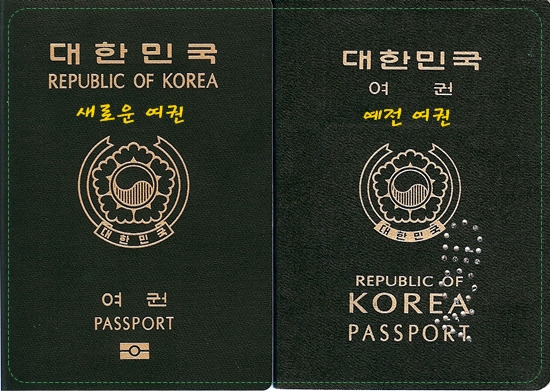 대한민국
REPUBLIC OF KOREA
새로운 여권
대한민국
여 권
PASSPORT
대한민국
여 권
예전 여권
대한민국
REPUBLIC OF
KOREA
PASSPORT